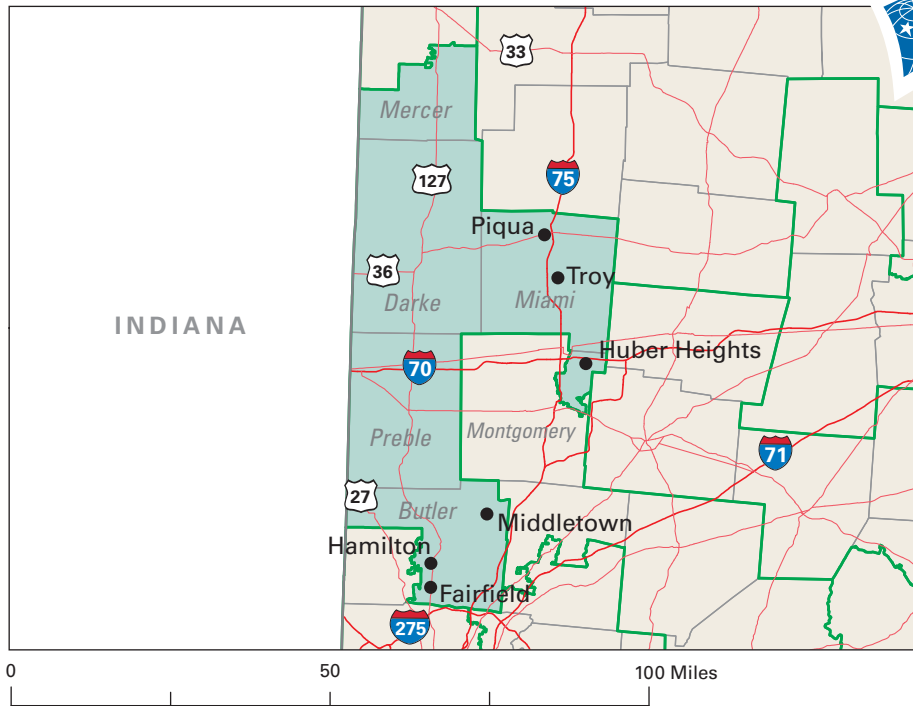 33
Mercer
127
75
Piqua
36
Troy
Darke
Miami
INDIANA
Huber Heights
70
Preble
Montgomery
71
27
Butler
Middletown
Hamilton
Fairfield
275
0 50 100 Miles